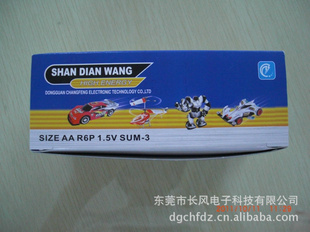 SHAN DIAN WANG
DONGGUAN CHANGFENG ELECTRONIC TECHNOLOGY CO.,LTD
SIZE AA R6P 1.5V SUM-3
东莞市长风电子科技有限公司
dgchfdz.cn.alibaba.com